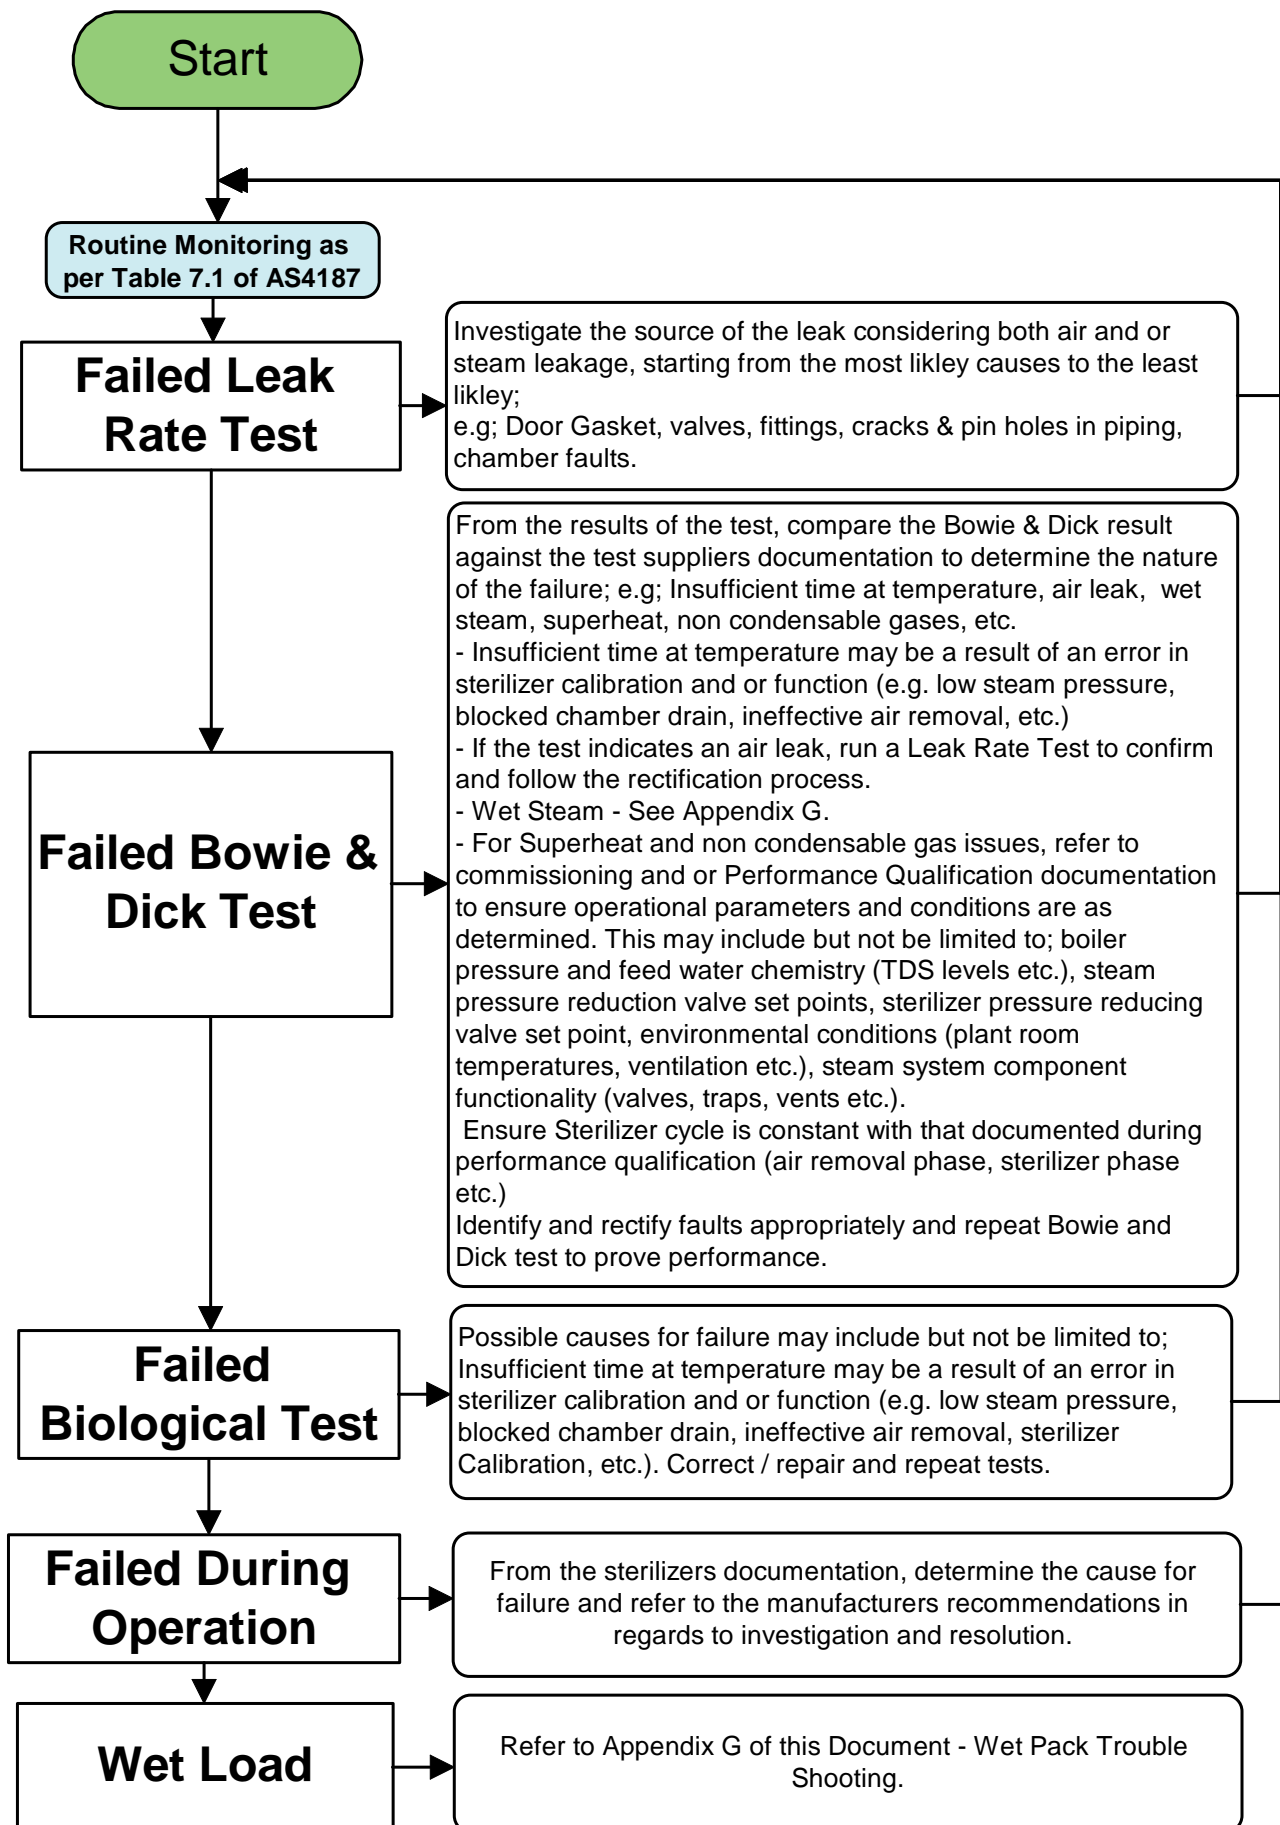 Start
Routine Monitoring as
per Table 7.1 of AS4187
Failed Leak
Rate Test
Investigate the source of the leak considering both air and or
steam leakage, starting from the most likley causes to the least
likley;
e.g; Door Gasket, valves, fittings, cracks & pin holes in piping,
chamber faults.
Failed Bowie &
Dick Test
From the results of the test, compare the Bowie & Dick result
against the test suppliers documentation to determine the nature
of the failure; e.g; Insufficient time at temperature, air leak, wet
steam, superheat, non condensable gases, etc.
- Insufficient time at temperature may be a result of an error in
sterilizer calibration and or function (e.g. low steam pressure,
blocked chamber drain, ineffective air removal, etc.)
- If the test indicates an air leak, run a Leak Rate Test to confirm
and follow the rectification process.
- Wet Steam - See Appendix G.
- For Superheat and non condensable gas issues, refer to
commissioning and or Performance Qualification documentation
to ensure operational parameters and conditions are as
determined. This may include but not be limited to; boiler
pressure and feed water chemistry (TDS levels etc.), steam
pressure reduction valve set points, sterilizer pressure reducing
valve set point, environmental conditions (plant room
temperatures, ventilation etc.), steam system component
functionality (valves, traps, vents etc.).
Ensure Sterilizer cycle is constant with that documented during
performance qualification (air removal phase, sterilizer phase
etc.)
Identify and rectify faults appropriately and repeat Bowie and
Dick test to prove performance.
Failed
Biological Test
Possible causes for failure may include but not be limited to;
Insufficient time at temperature may be a result of an error in
sterilizer calibration and or function (e.g. low steam pressure,
blocked chamber drain, ineffective air removal, sterilizer
Calibration, etc.). Correct / repair and repeat tests.
Failed During
Operation
From the sterilizers documentation, determine the cause for
failure and refer to the manufacturers recommendations in
regards to investigation and resolution.
Wet Load
Refer to Appendix G of this Document - Wet Pack Trouble
Shooting.